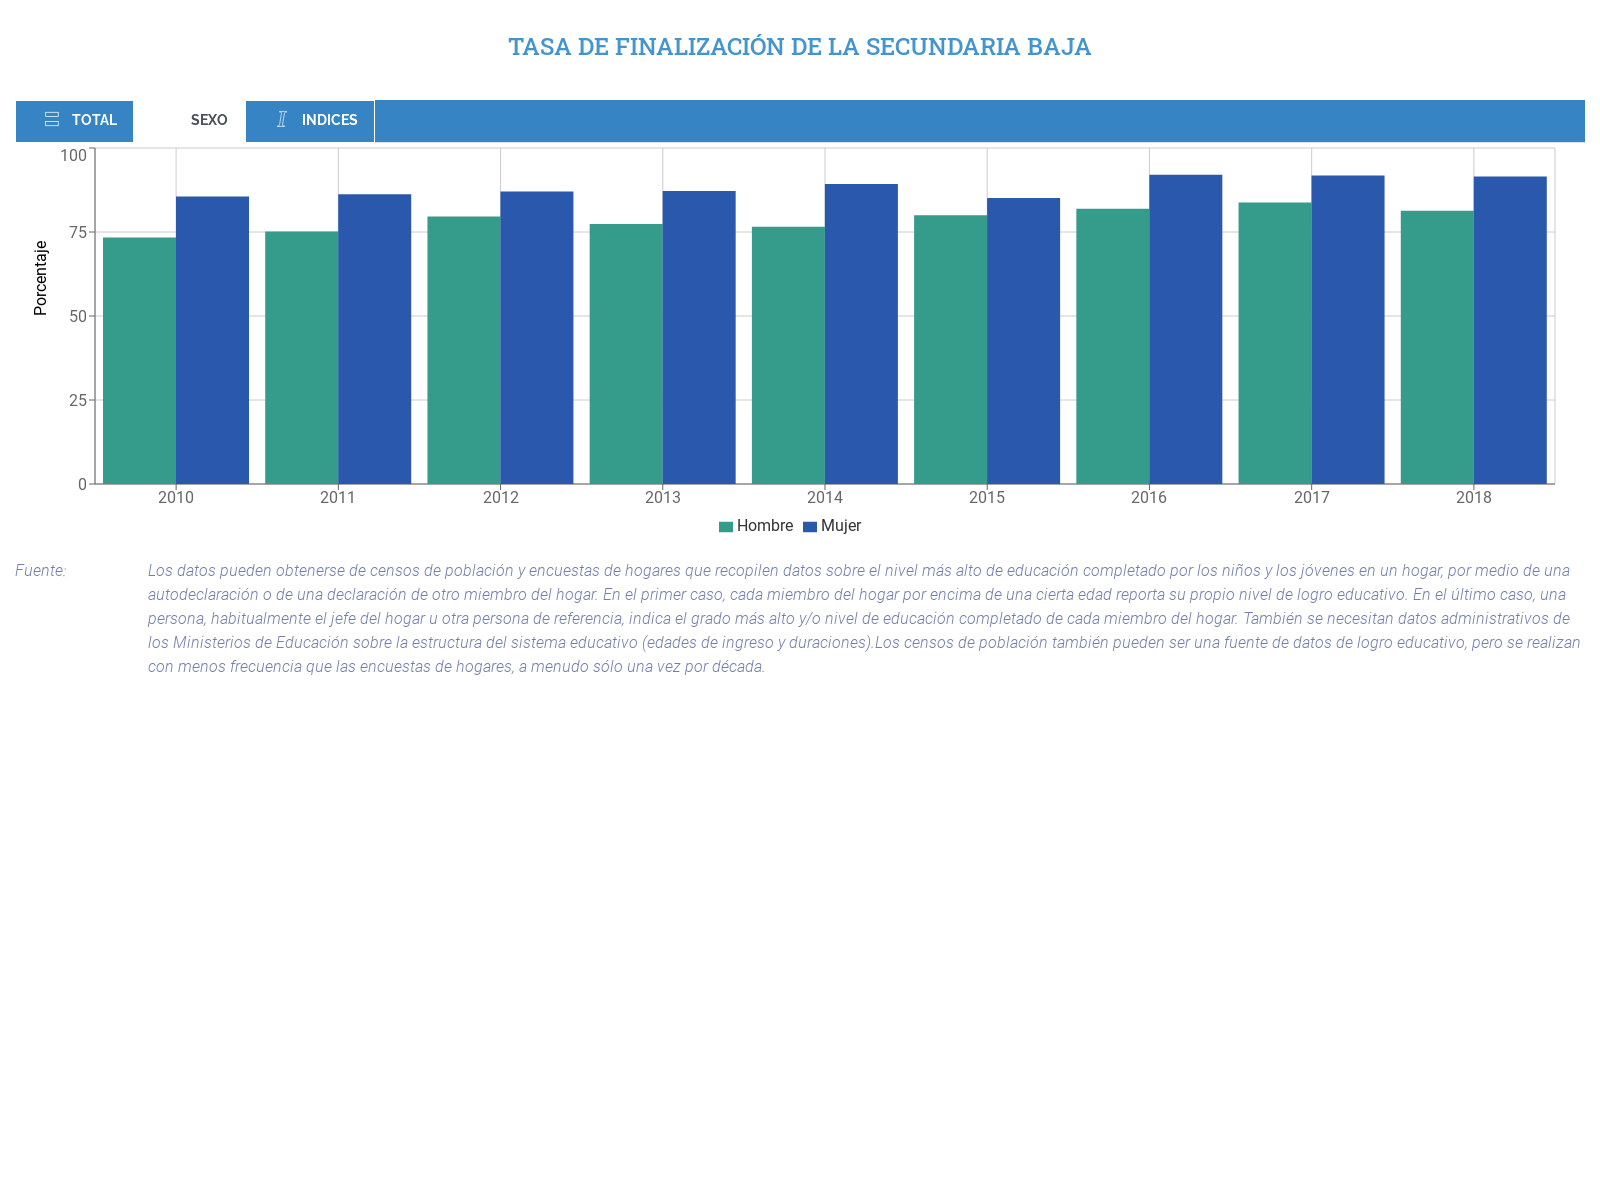 TASA DE FINALIZACIÓN DE LA SECUNDARIA BAJA
TOTAL SEXO INDICES
100
75
50
25
0
Porcentaje
2010 2011 2012 2013 2014 2015 2016 2017 2018
Hombre Mujer
Fuente: Los datos pueden obtenerse de censos de población y encuestas de hogares que recopilen datos sobre el nivel más alto de educación completado por los niños y los jóvenes en un hogar, por medio de una
autodeclaración o de una declaración de otro miembro del hogar. En el primer caso, cada miembro del hogar por encima de una cierta edad reporta su propio nivel de logro educativo. En el último caso, una
persona, habitualmente el jefe del hogar u otra persona de referencia, indica el grado más alto y/o nivel de educación completado de cada miembro del hogar. También se necesitan datos administrativos de
los Ministerios de Educación sobre la estructura del sistema educativo (edades de ingreso y duraciones).Los censos de población también pueden ser una fuente de datos de logro educativo, pero se realizan
con menos frecuencia que las encuestas de hogares, a menudo sólo una vez por década.